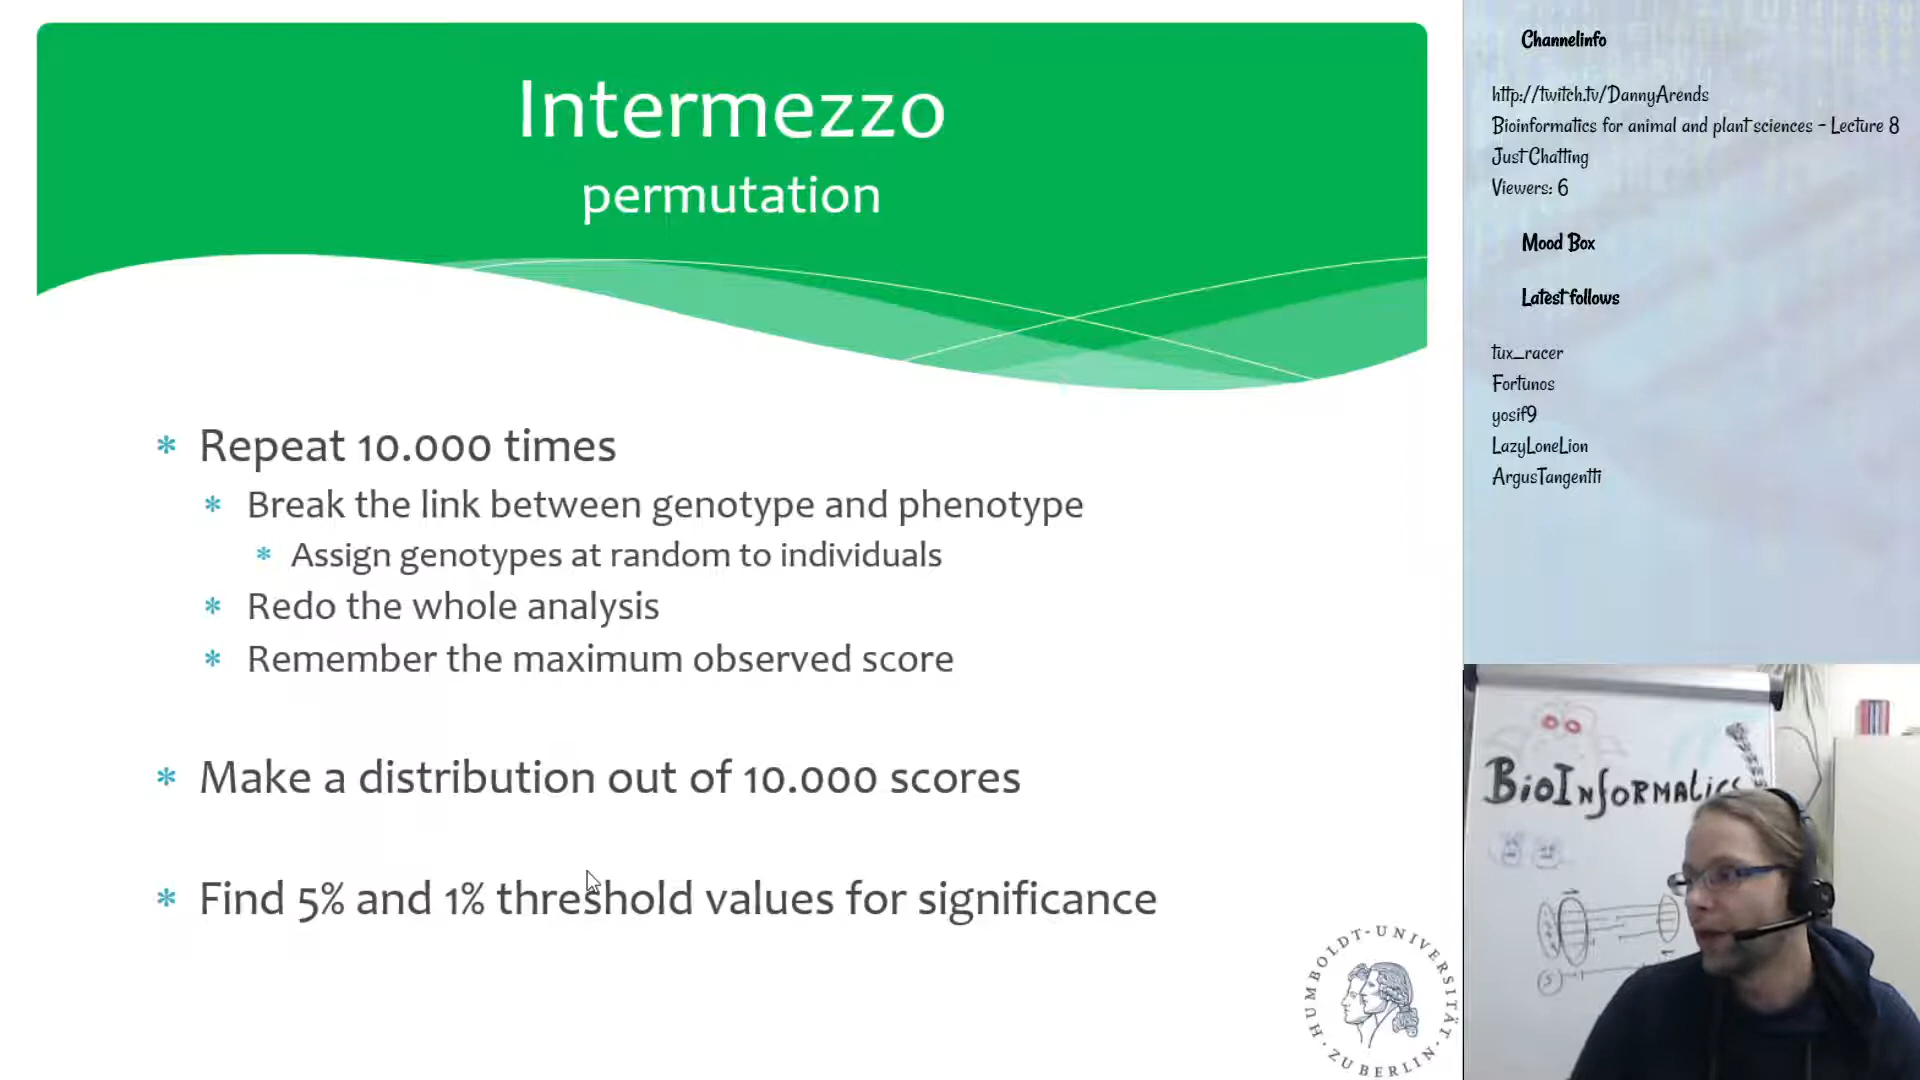 Intermezzo
permutation
* Repeat 10.000 times
* Break the link between genotype and phenotype
* Assign genotypes at random to individuals
* Redo the whole analysis
* Remember the maximum observed score
* Make a distribution out of 10.000 scores
* Find 5% and 1% threshold values for significance
HUMBOLDT-UNIVERSITÄT
· ZU BERLIN ·
Channelinfo
http://twitch.tv/DannyArends
Bioinformatics for animal and plant sciences - Lecture 8
Just Chatting
Viewers: 6
Mood Box
Latest follows
tux_racer
Fortunos
yosif9
LazyLoneLion
ArgusTangentti
BioInformatics